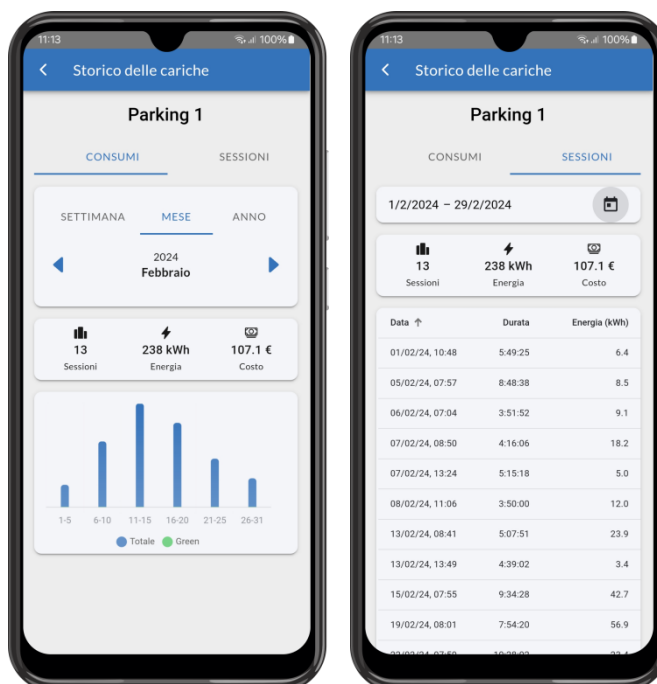 11:13
100%
Storico delle cariche
Parking 1
CONSUMI SESSIONI
SETTIMANA MESE ANNO
2024
Febbraio
13 238 kWh 107.1 €
Sessioni Energia Costo
1-5 6-10 11-15 16-20 21-25 26-31
Totale Green
11:13
100%
Storico delle cariche
Parking 1
CONSUMI SESSIONI
1/2/2024 – 29/2/2024
13 238 kWh 107.1 €
Sessioni Energia Costo
Data ↑ Durata Energia (kWh)
01/02/24, 10:48 5:49:25 6.4
05/02/24, 07:57 8:48:38 8.5
06/02/24, 07:04 3:51:52 9.1
07/02/24, 08:50 4:16:06 18.2
07/02/24, 13:24 5:15:18 5.0
08/02/24, 11:06 3:50:00 12.0
13/02/24, 08:41 5:07:51 23.9
13/02/24, 13:49 4:39:02 3.4
15/02/24, 07:55 9:34:28 42.7
19/02/24, 08:01 7:54:20 56.9